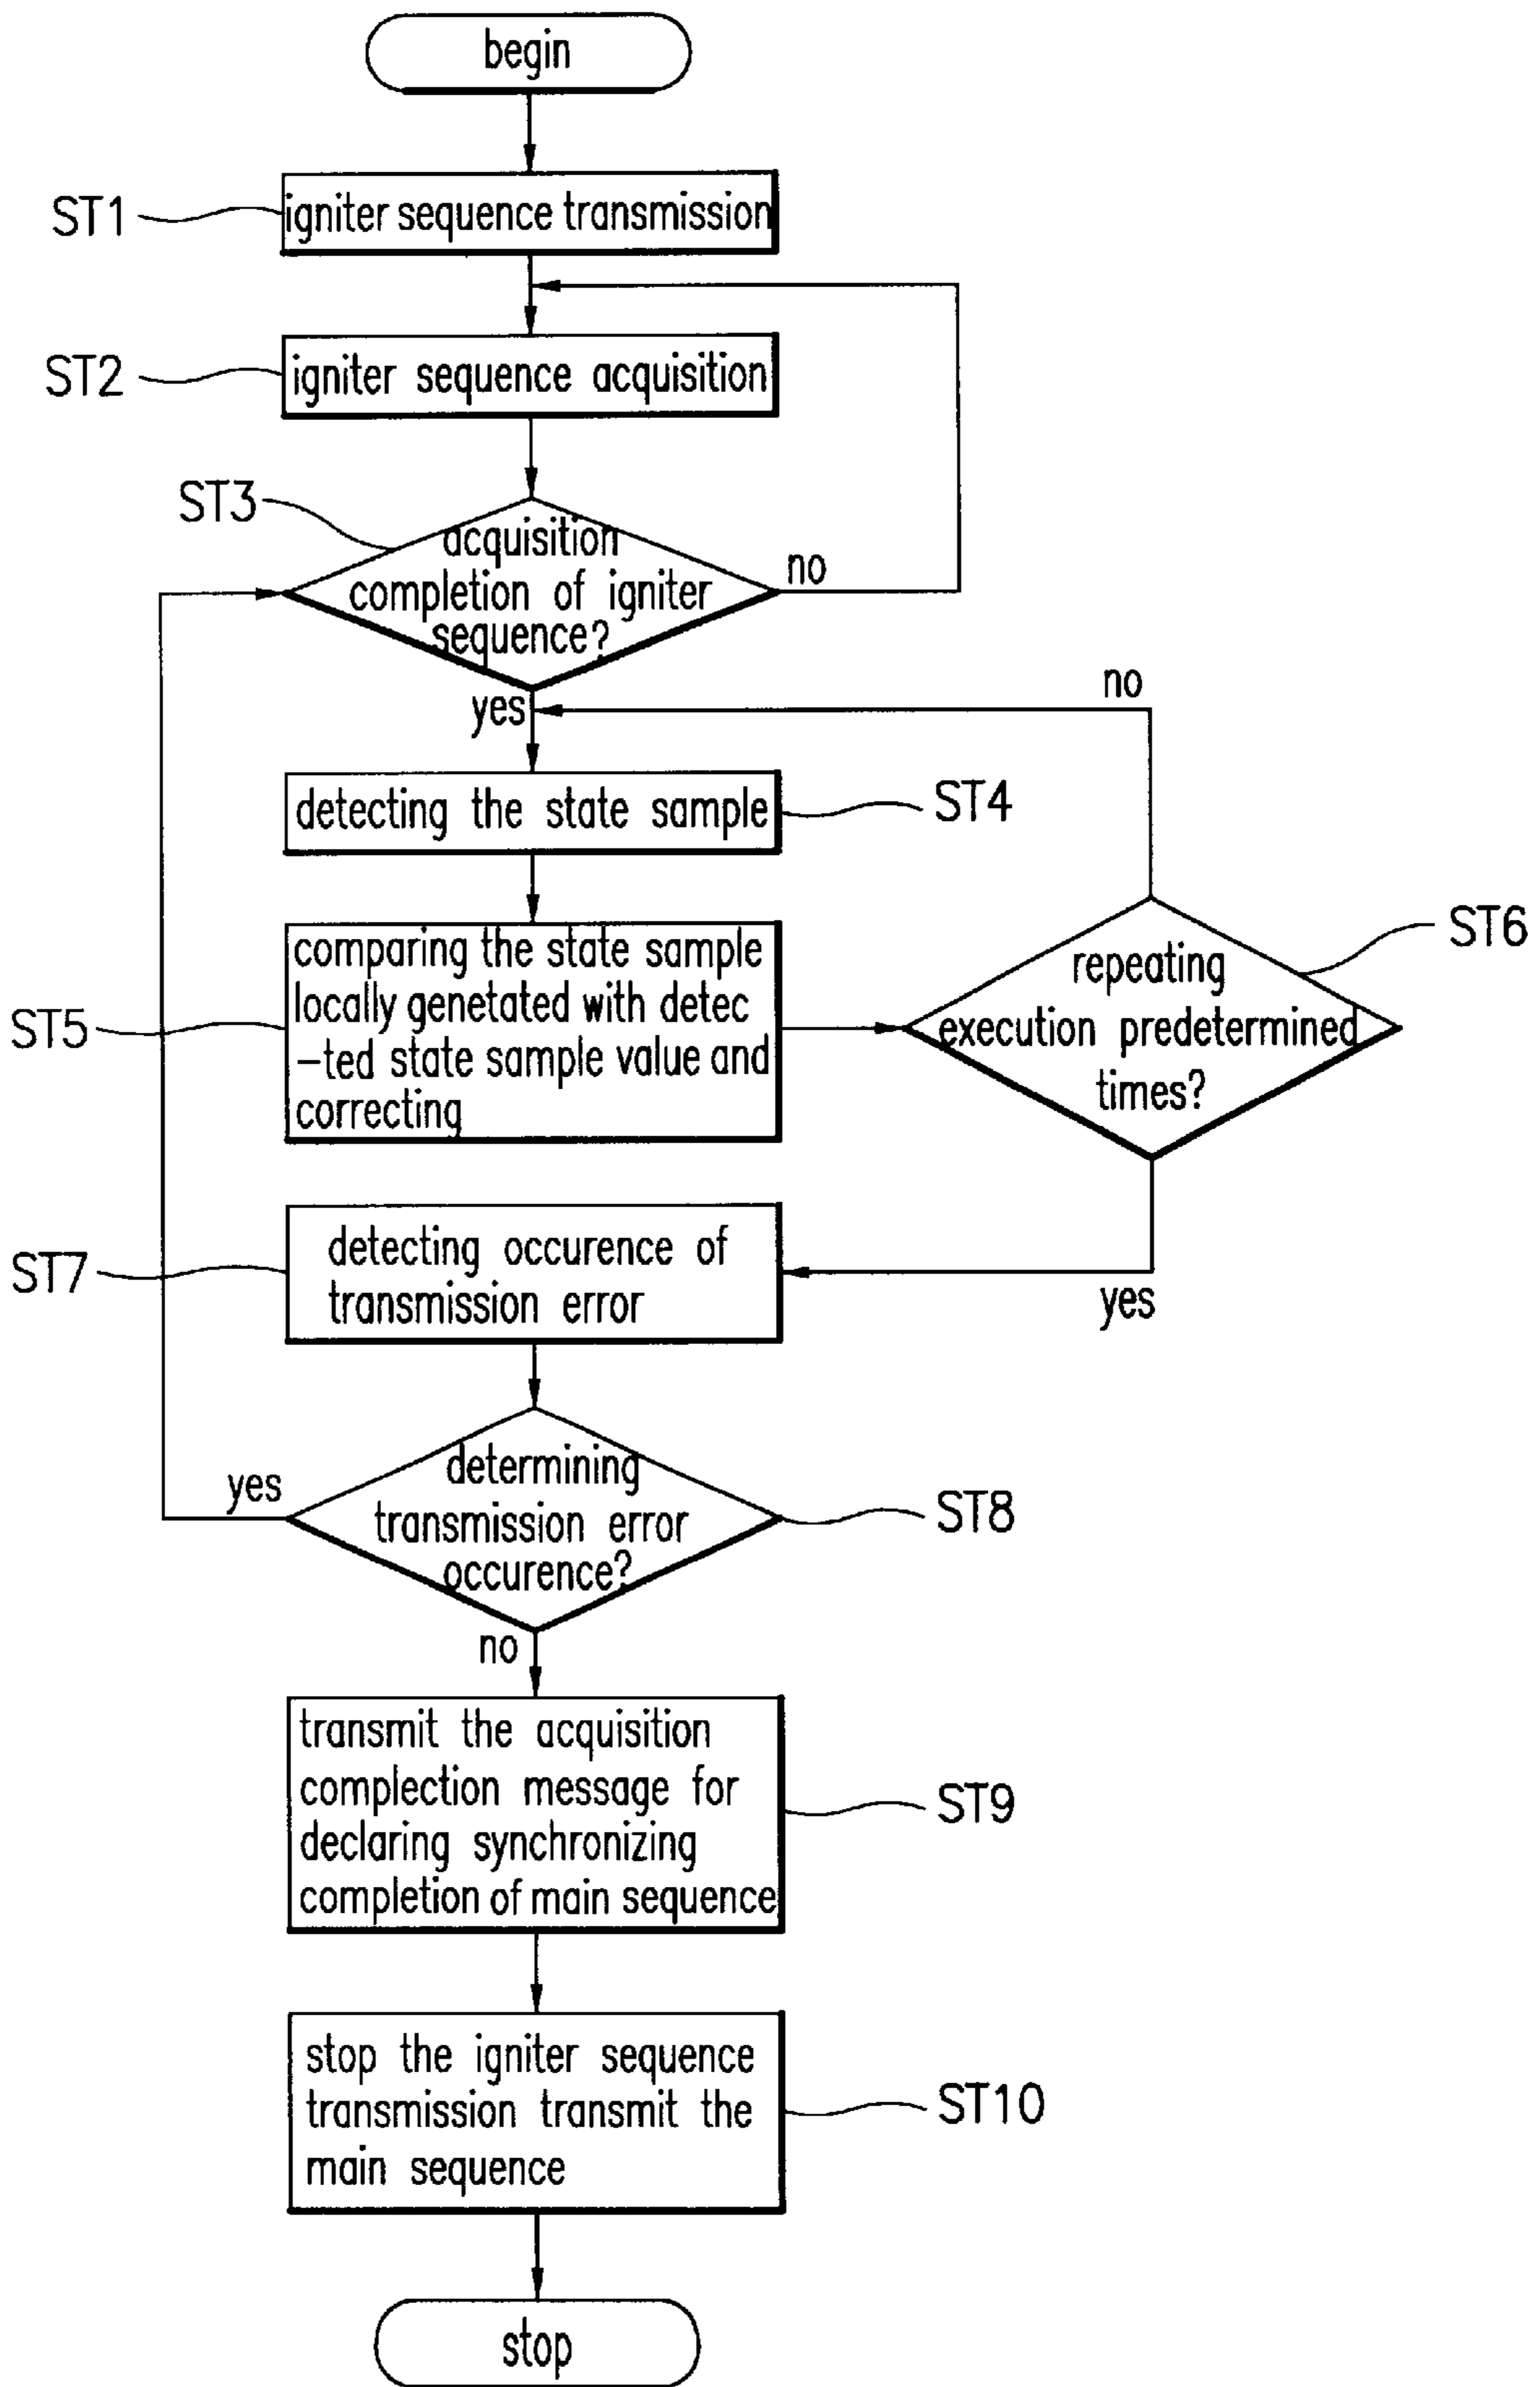 begin
ST1
igniter sequence transmission
ST2
igniter sequence acquisition
ST3
acquisition
completion of igniter
sequence?
no
yes
no
detecting the state sample
ST4
ST5
comparing the state sample
locally genetated with detec
-ted state sample value and
correcting
ST6
repeating
execution predetermined
times?
yes
ST7
detecting occurence of
transmission error
yes
determining
transmission error
occurence?
ST8
no
transmit the acquisition
complection message for
declaring synchronizing
completion of main sequence
ST9
stop the igniter sequence
transmission transmit the
main sequence
ST10
stop